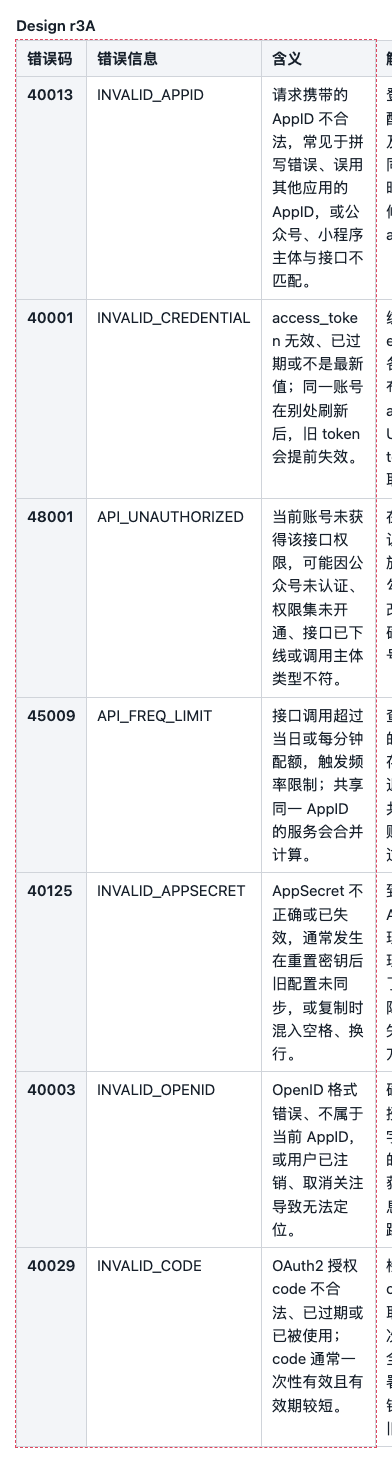 Design r3A
错误码 错误信息 含义
40013 INVALID_APPID 请求携带的
AppID 不合
法，常见于拼
写错误、误用
其他应用的
AppID，或公
众号、小程序
主体与接口不
匹配。
40001 INVALID_CREDENTIAL access_toke
n 无效、已过
期或不是最新
值；同一账号
在别处刷新
后，旧 token
会提前失效。
48001 API_UNAUTHORIZED 当前账号未获
得该接口权
限，可能因公
众号未认证、
权限集未开
通、接口已下
线或调用主体
类型不符。
45009 API_FREQ_LIMIT 接口调用超过
当日或每分钟
配额，触发频
率限制；共享
同一 AppID
的服务会合并
计算。
40125 INVALID_APPSECRET AppSecret 不
正确或已失
效，通常发生
在重置密钥后
旧配置未同
步，或复制时
混入空格、换
行。
40003 INVALID_OPENID OpenID 格式
错误、不属于
当前 AppID，
或用户已注
销、取消关注
导致无法定
位。
40029 INVALID_CODE OAuth2 授权
code 不合
法、已过期或
已被使用；
code 通常一
次性有效且有
效期较短。